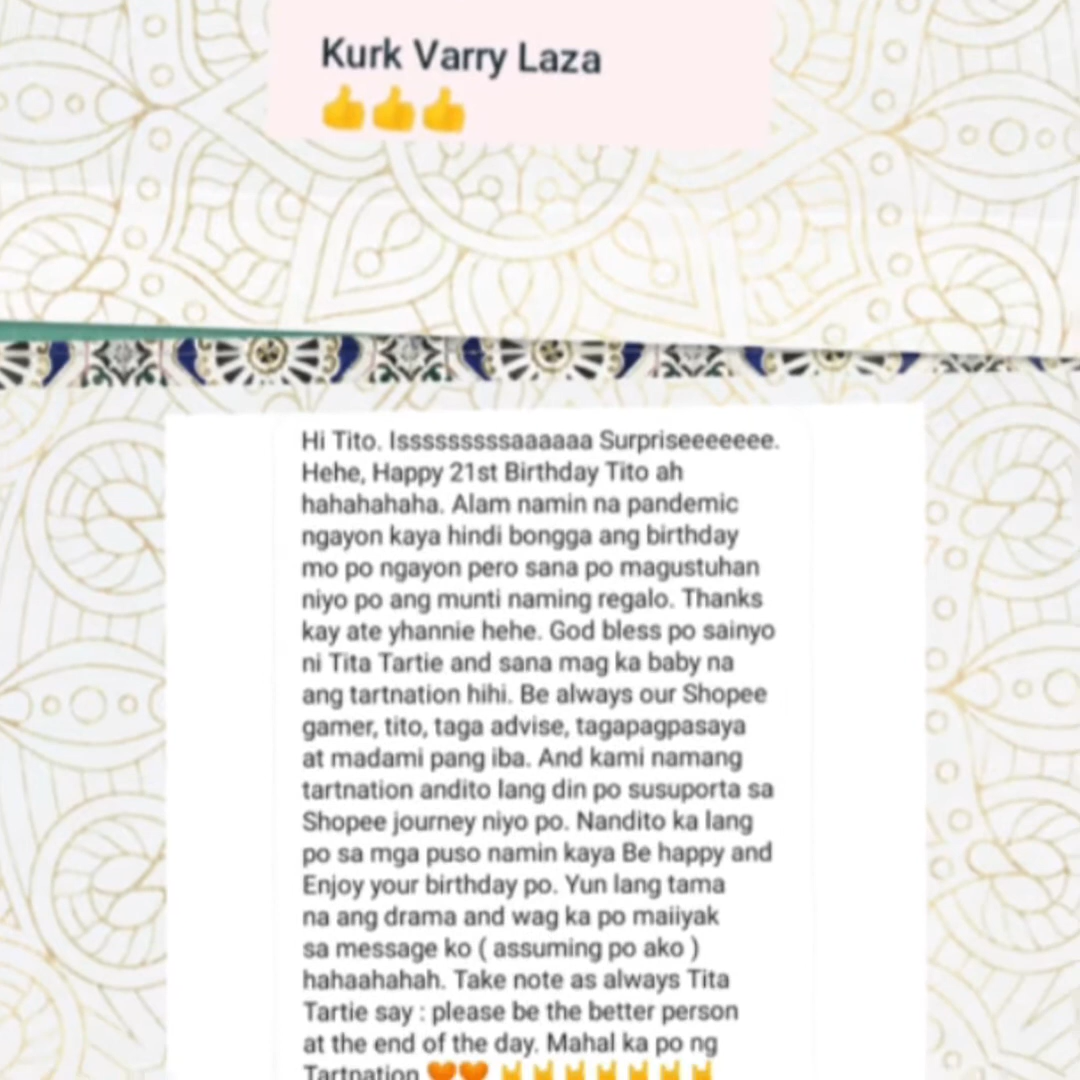 Kurk Varry Laza
👍👍👍
Hi Tito. Isssssssssaaaaaa Surpriseeeeeee.
Hehe, Happy 21st Birthday Tito ah
hahahahaha. Alam namin na pandemic
ngayon kaya hindi bongga ang birthday
mo po ngayon pero sana po magustuhan
niyo po ang munti naming regalo. Thanks
kay ate yhannie hehe. God bless po sainyo
ni Tita Tartie and sana mag ka baby na
ang tartnation hihi. Be always our Shopee
gamer, tito, taga advise, tagapagpasaya
at madami pang iba. And kami namang
tartnation andito lang din po susuporta sa
Shopee journey niyo po. Nandito ka lang
po sa mga puso namin kaya Be happy and
Enjoy your birthday po. Yun lang tama
na ang drama and wag ka po maiiyak
sa message ko ( assuming po ako )
hahaahahah. Take note as always Tita
Tartie say : please be the better person
at the end of the day. Mahal ka po ng
Tartnation 🧡🧡 🤘🤘🤘🤘🤘🤘🤘